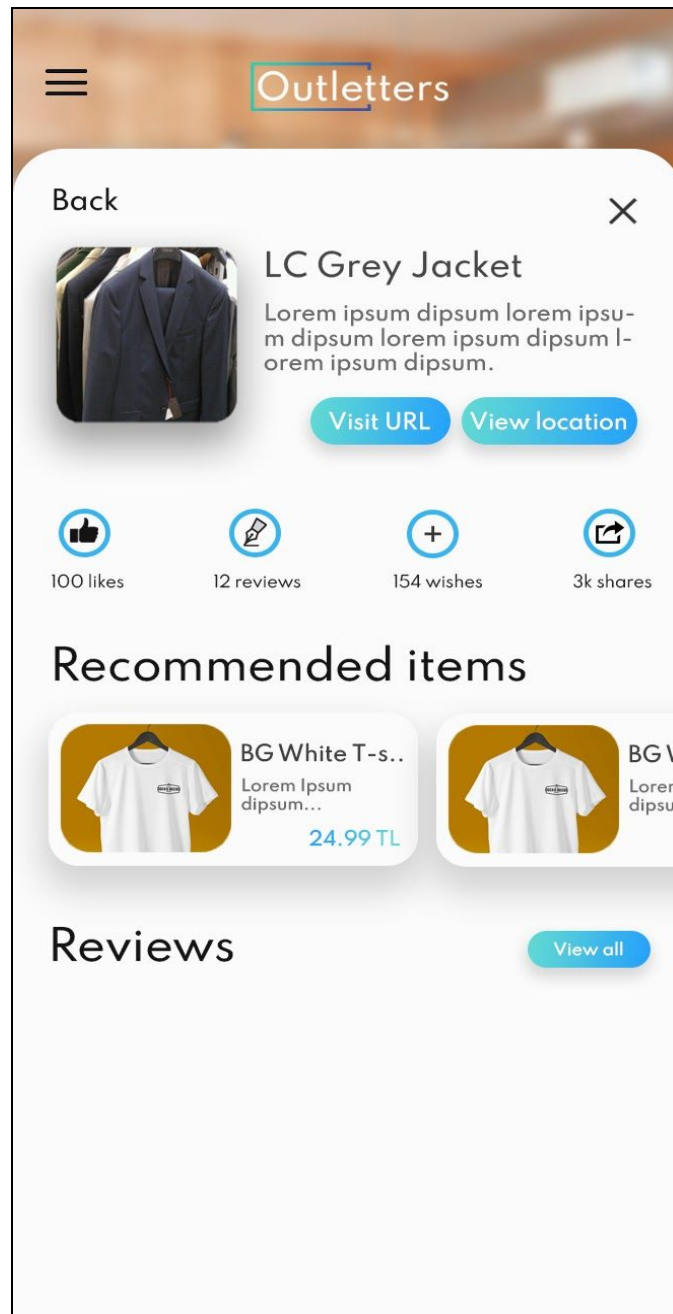 Outletters
Back
LC Grey Jacket
Lorem ipsum dipsum lorem ipsu-
m dipsum lorem ipsum dipsum l-
orem ipsum dipsum.
Visit URL
View location
100 likes
12 reviews
154 wishes
3k shares
Recommended items
BG White T-s..
Lorem Ipsum
dipsum...
24.99 TL
BG
Reviews
View all